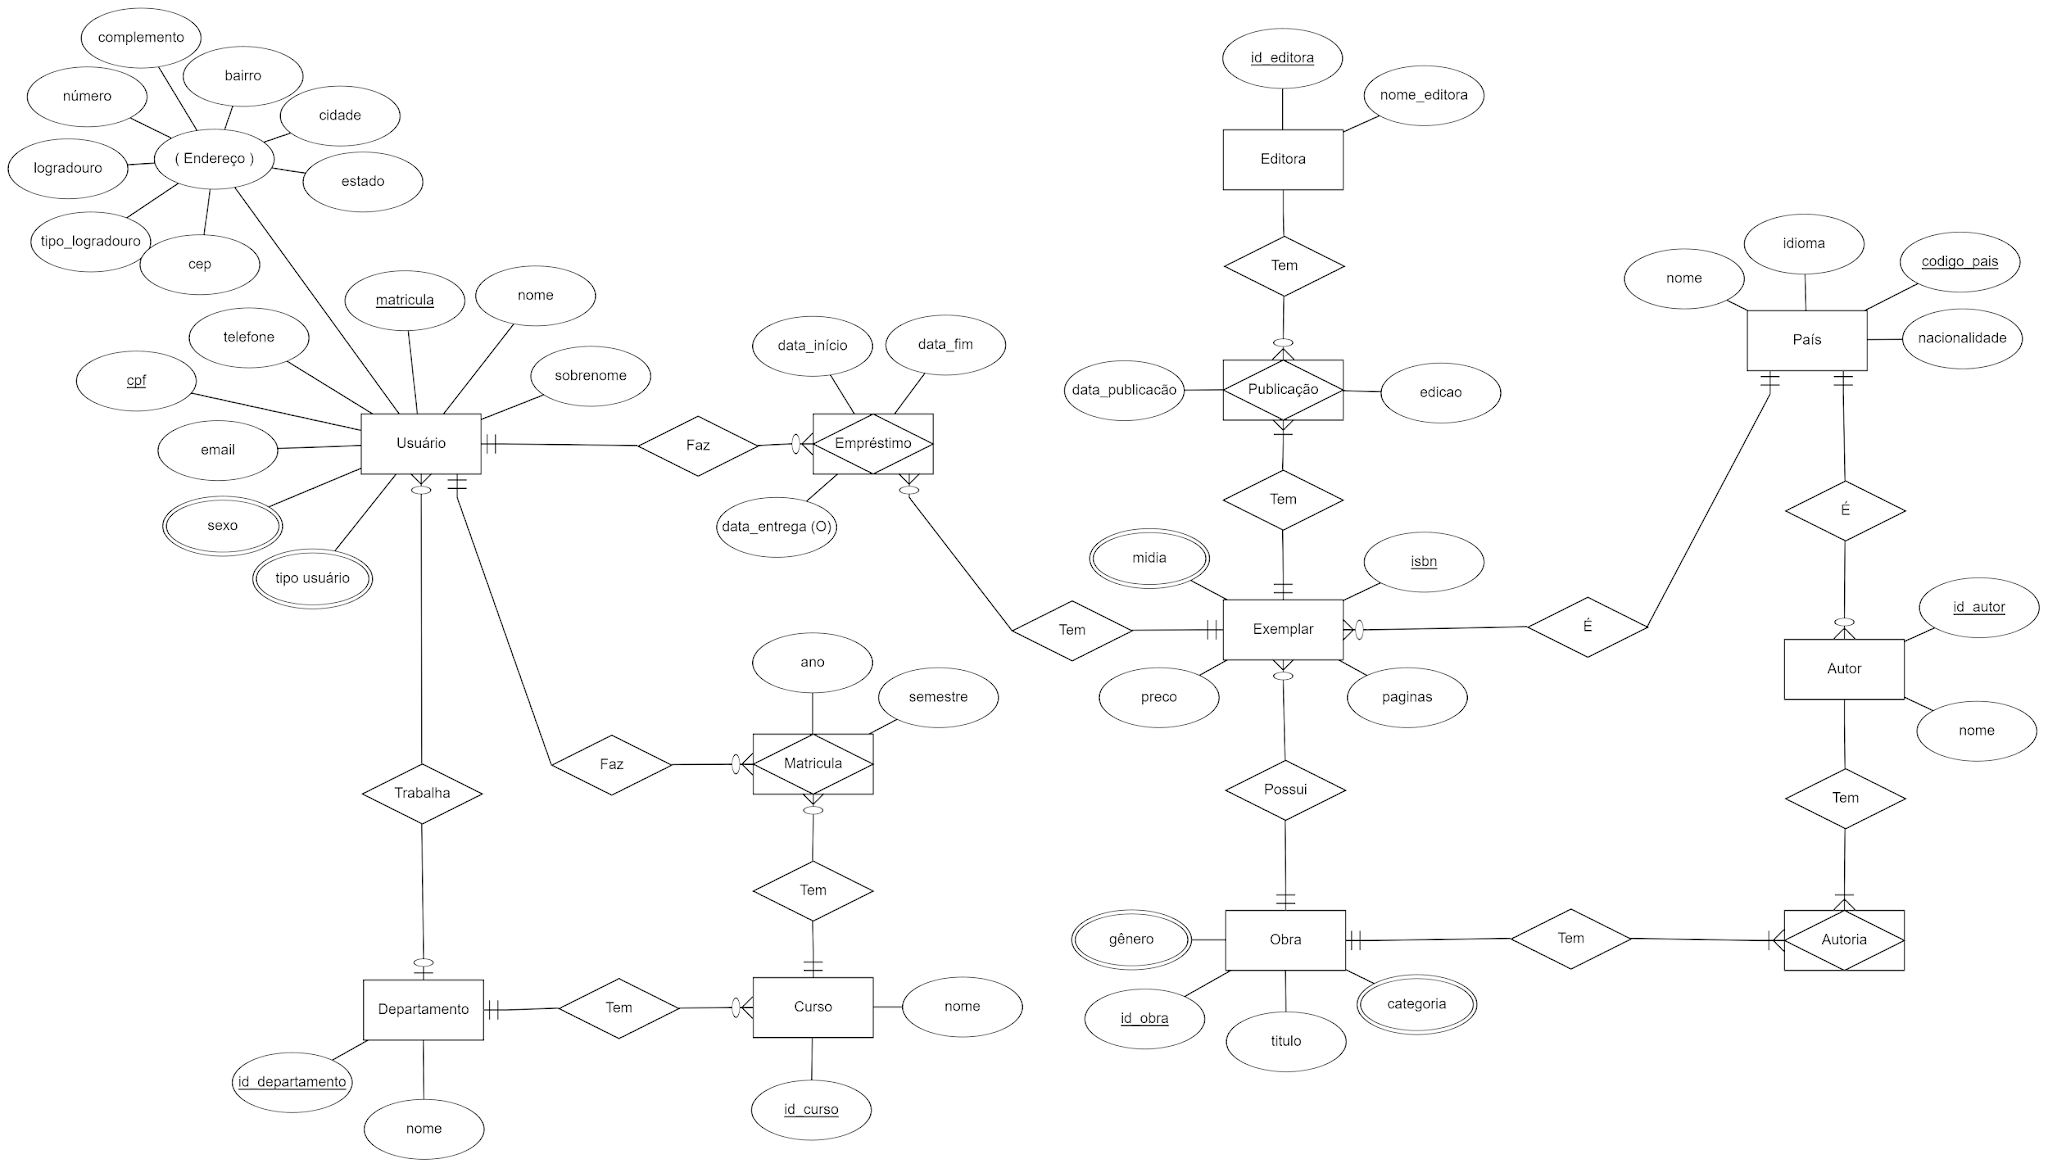 complemento
bairro
número
cidade
( Endereço )
logradouro
estado
tipo_logradouro
cep
matricula
nome
telefone
sobrenome
cpf
Usuário
email
sexo
tipo usuário
Faz
data_início
data_fim
Empréstimo
data_entrega (O)
id_editora
nome_editora
Editora
Tem
data_publicacão
Publicação
edicao
Tem
midia
isbn
Tem
Exemplar
É
preco
paginas
idioma
nome
codigo_pais
País
nacionalidade
É
id_autor
Autor
nome
Tem
ano
semestre
Faz
Matricula
Trabalha
Possui
Tem
gênero
Obra
Tem
Autoria
id_obra
categoria
titulo
Departamento
Tem
Curso
nome
id_departamento
nome
id_curso